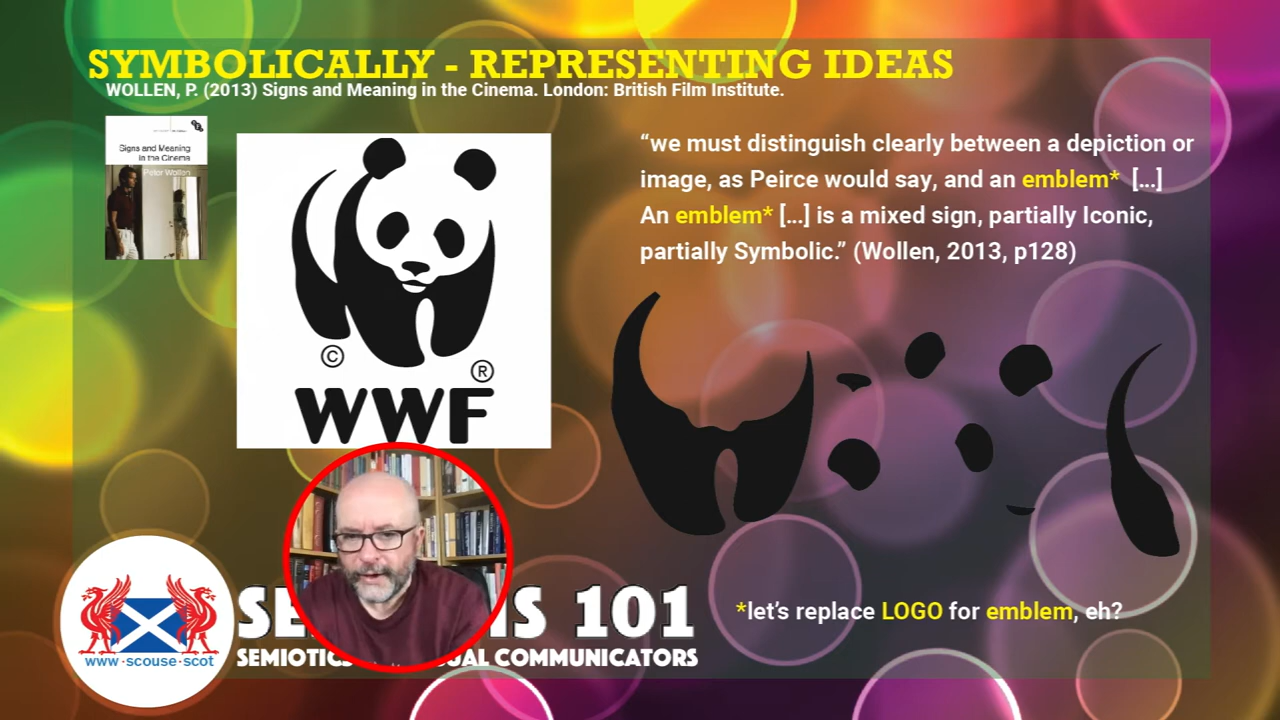 SYMBOLICALLY - REPRESENTING IDEAS
WOLLEN, P. (2013) Signs and Meaning in the Cinema. London: British Film Institute.
Signs and Meaning
in the Cinema
Peter Wollen
©
®
WWF
“we must distinguish clearly between a depiction or
image, as Peirce would say, and an emblem* [...]
An emblem* [...] is a mixed sign, partially Iconic,
partially Symbolic.” (Wollen, 2013, p128)
*let’s replace LOGO for emblem, eh?
www·scouse·scot
101
SEMIOTICS COMMUNICATORS